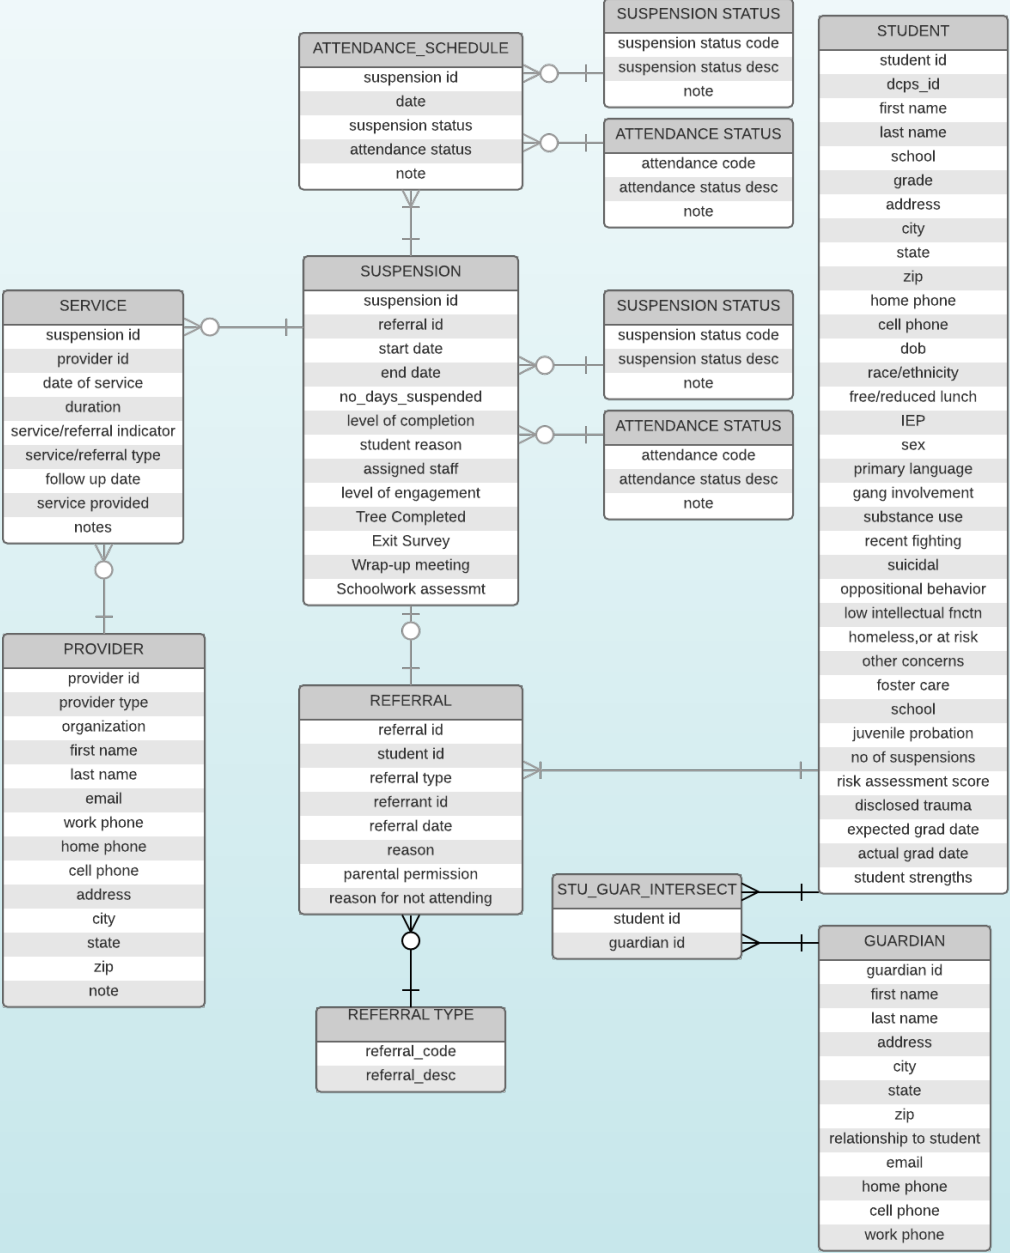 SUSPENSION STATUS
suspension status code
suspension status desc
note
ATTENDANCE_SCHEDULE
suspension id
date
suspension status
attendance status
note
ATTENDANCE STATUS
attendance code
attendance status desc
note
STUDENT
student id
dcps_id
first name
last name
school
grade
address
city
state
zip
home phone
cell phone
dob
race/ethnicity
free/reduced lunch
IEP
sex
primary language
gang involvement
substance use
recent fighting
suicidal
oppositional behavior
low intellectual fnctn
homeless,or at risk
other concerns
foster care
school
juvenile probation
no of suspensions
risk assessment score
disclosed trauma
expected grad date
actual grad date
student strengths
SUSPENSION
suspension id
referral id
start date
end date
no_days_suspended
level of completion
student reason
assigned staff
level of engagement
Tree Completed
Exit Survey
Wrap-up meeting
Schoolwork assessmt
SERVICE
suspension id
provider id
date of service
duration
service/referral indicator
service/referral type
follow up date
service provided
notes
SUSPENSION STATUS
suspension status code
suspension status desc
note
ATTENDANCE STATUS
attendance code
attendance status desc
note
PROVIDER
provider id
provider type
organization
first name
last name
email
work phone
home phone
cell phone
address
city
state
zip
note
REFERRAL
referral id
student id
referral type
referrant id
referral date
reason
parental permission
reason for not attending
STU_GUAR_INTERSECT
student id
guardian id
GUARDIAN
guardian id
first name
last name
address
city
state
zip
relationship to student
email
home phone
cell phone
work phone
REFERRAL TYPE
referral_code
referral_desc